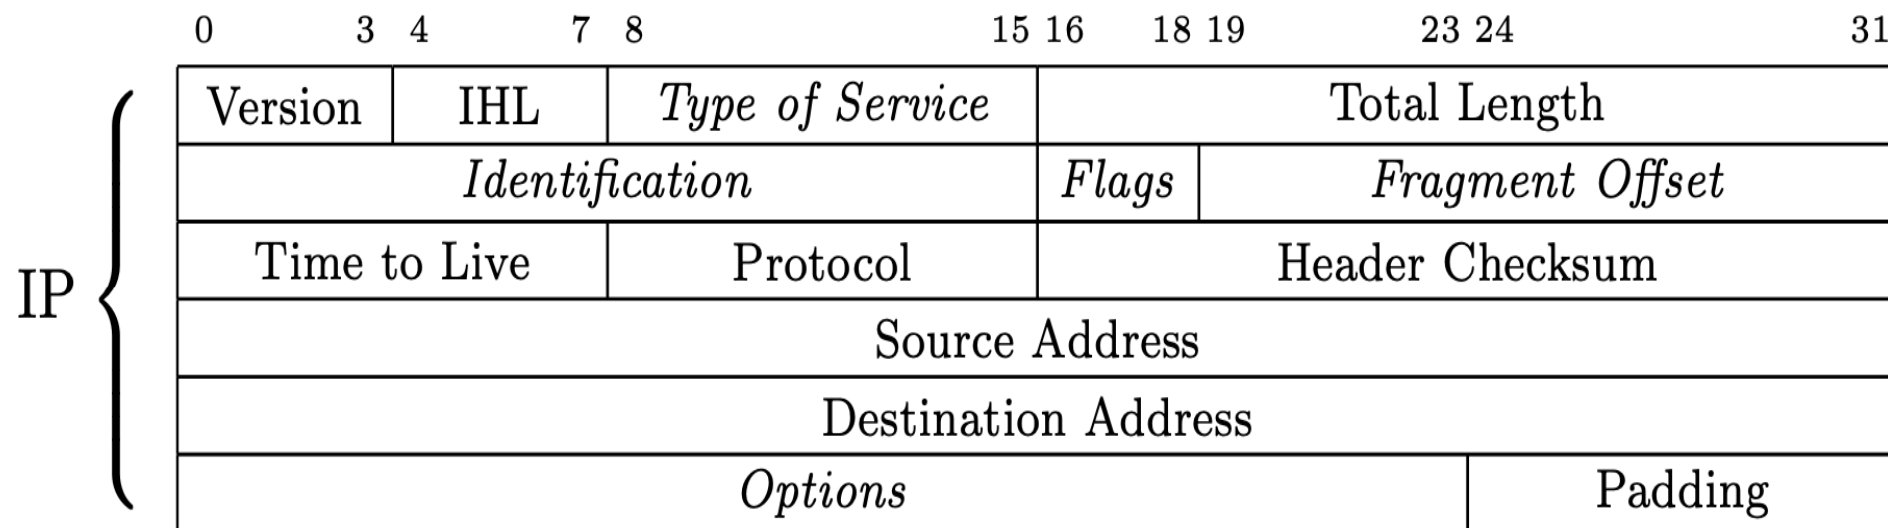 0 3 4 7 8 15 16 18 19 23 24 31
Version IHL Type of Service Total Length
Identification Flags Fragment Offset
Time to Live Protocol Header Checksum
IP
Source Address
Destination Address
Options Padding